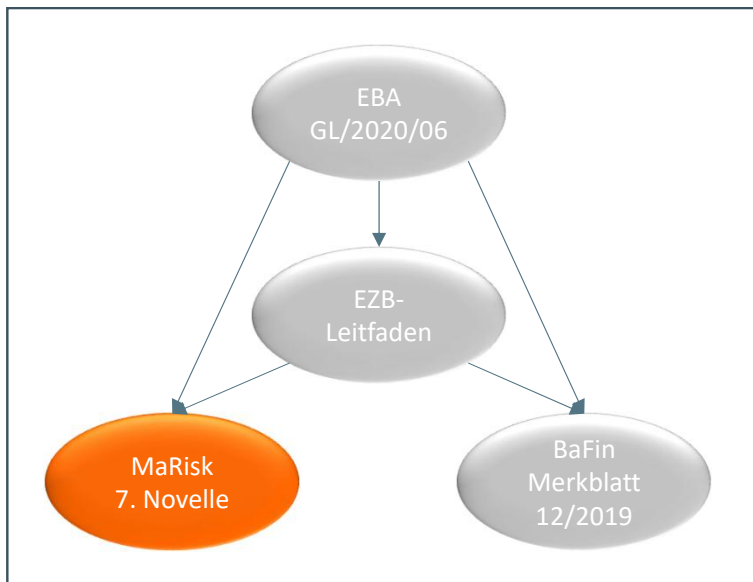 EBA
GL/2020/06
EZB-
Leitfaden
MaRisk
7. Novelle
BaFin
Merkblatt
12/2019